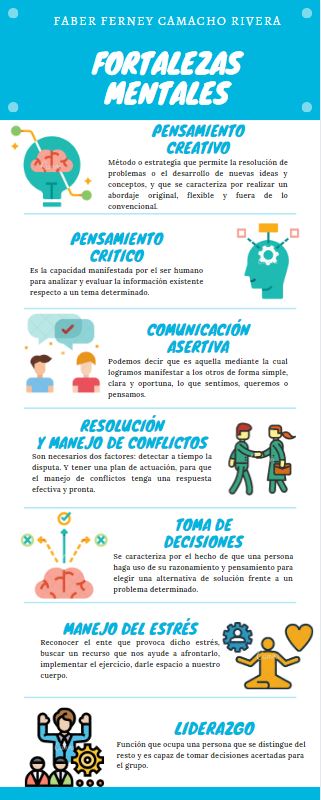 FABER FERNEY CAMACHO RIVERA
FORTALEZAS
MENTALES
PENSAMIENTO
CREATIVO
Método o estrategia que permite la resolución de
problemas o el desarrollo de nuevas ideas y
conceptos, y que se caracteriza por realizar un
abordaje original, flexible y fuera de lo
convencional.
PENSAMIENTO
CRITICO
Es la capacidad manifestada por el ser humano
para analizar y evaluar la información existente
respecto a un tema determinado.
COMUNICACIÓN
ASERTIVA
Podemos decir que es aquella mediante la cual
logramos manifestar a los otros de forma simple,
clara y oportuna, lo que sentimos, queremos o
pensamos.
RESOLUCIÓN
Y MANEJO DE CONFLICTOS
Son necesarios dos factores: detectar a tiempo la
disputa. Y tener una plan de actuación, para que
el manejo de conflictos tenga una respuesta
efectiva y pronta.
TOMA DE
DECISIONES
Se caracteriza por el hecho de que una persona
haga uso de su razonamiento y pensamiento para
elegir una alternativa de solución frente a un
problema determinado.
MANEJO DEL ESTRÉS
Reconocer el ente que provoca dicho estrés,
buscar un recurso que nos ayude a afrontarlo,
implementar el ejercicio, darle espacio a nuestro
cuerpo.
LIDERAZGO
Función que ocupa una persona que se distingue del
resto y es capaz de tomar decisiones acertadas para
el grupo.